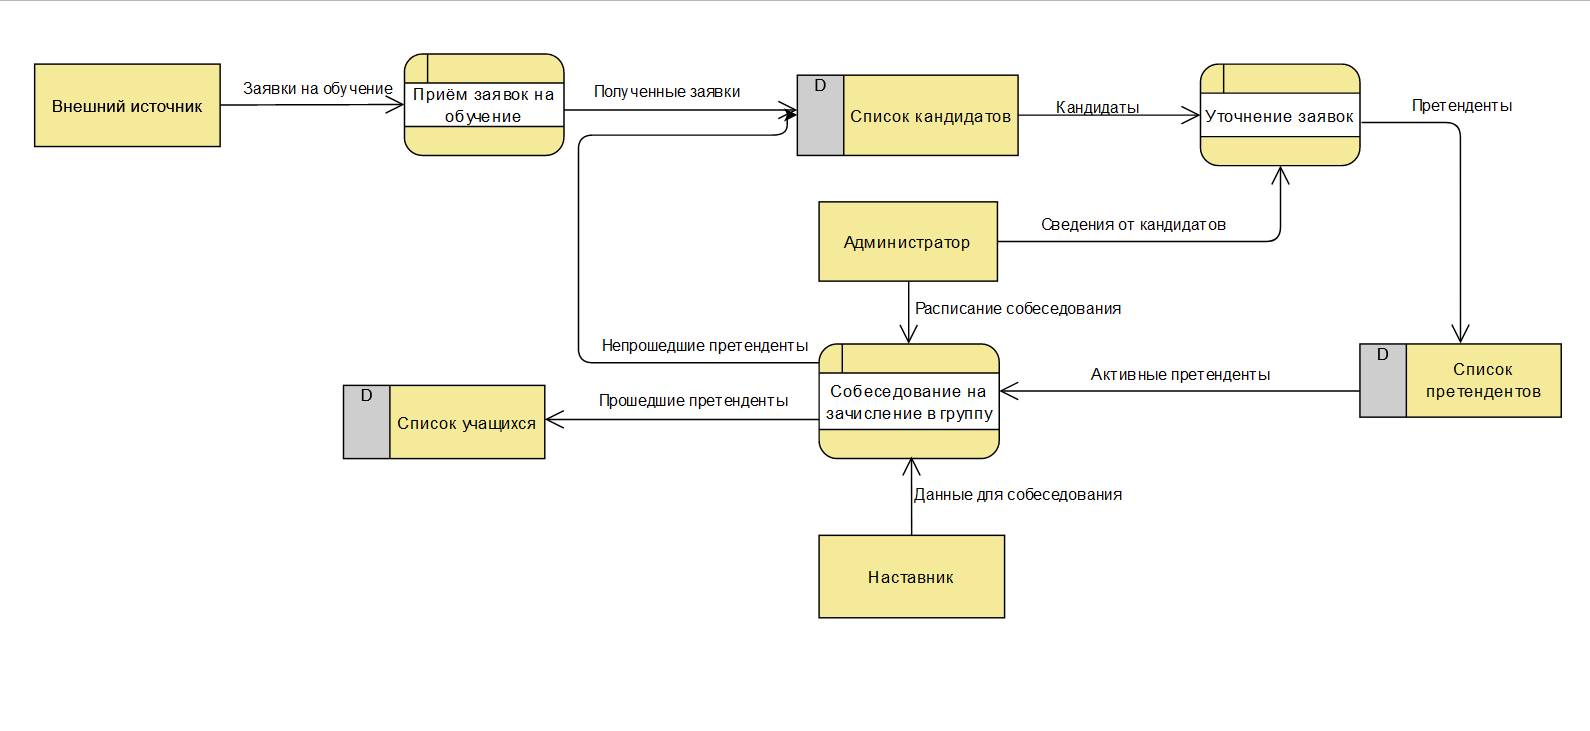 Внешний источник
Заявки на обучение
Приём заявок на
обучение
Полученные заявки
D
Список кандидатов
Кандидаты
Уточнение заявок
Претенденты
Администратор
Сведения от кандидатов
Расписание собеседования
Непрошедшие претенденты
D
Список
претендентов
Активные претенденты
Собеседование на
зачисление в группу
Прошедшие претенденты
D
Список учащихся
Данные для собеседования
Наставник